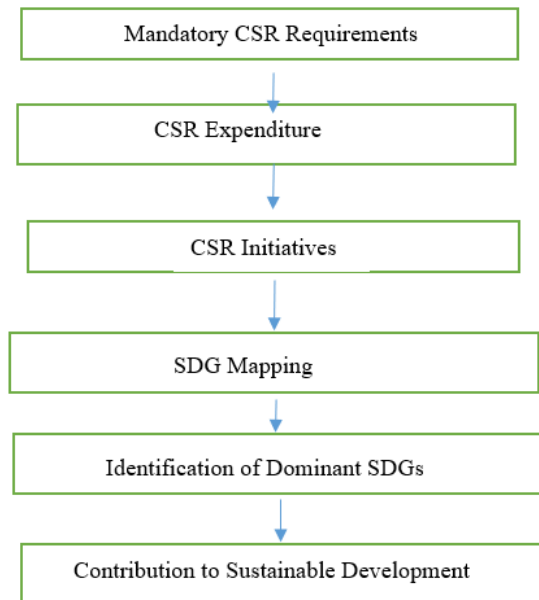 Mandatory CSR Requirements
CSR Expenditure
CSR Initiatives
SDG Mapping
Identification of Dominant SDGs
Contribution to Sustainable Development